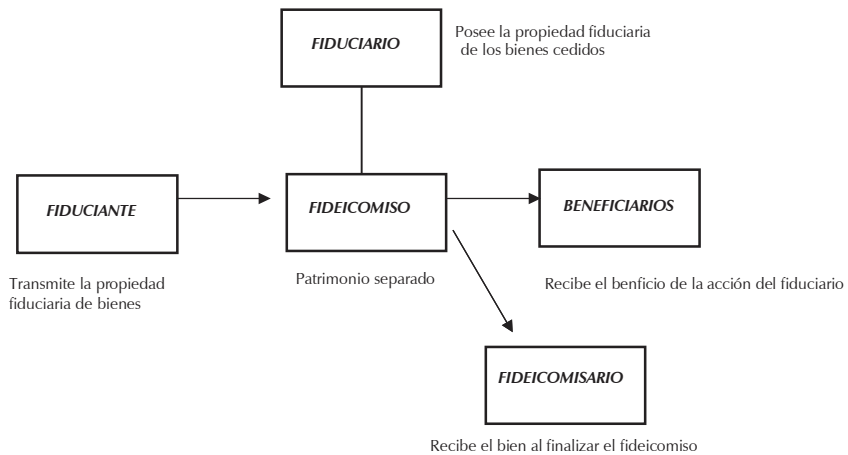 FIDUCIARIO
Posee la propiedad fiduciaria
de los bienes cedidos
FIDUCIANTE
FIDEICOMISO
BENEFICIARIOS
Transmite la propiedad
fiduciaria de bienes
Patrimonio separado
Recibe el benficio de la acción del fiduciario
FIDEICOMISARIO
Recibe el bien al finalizar el fideicomiso